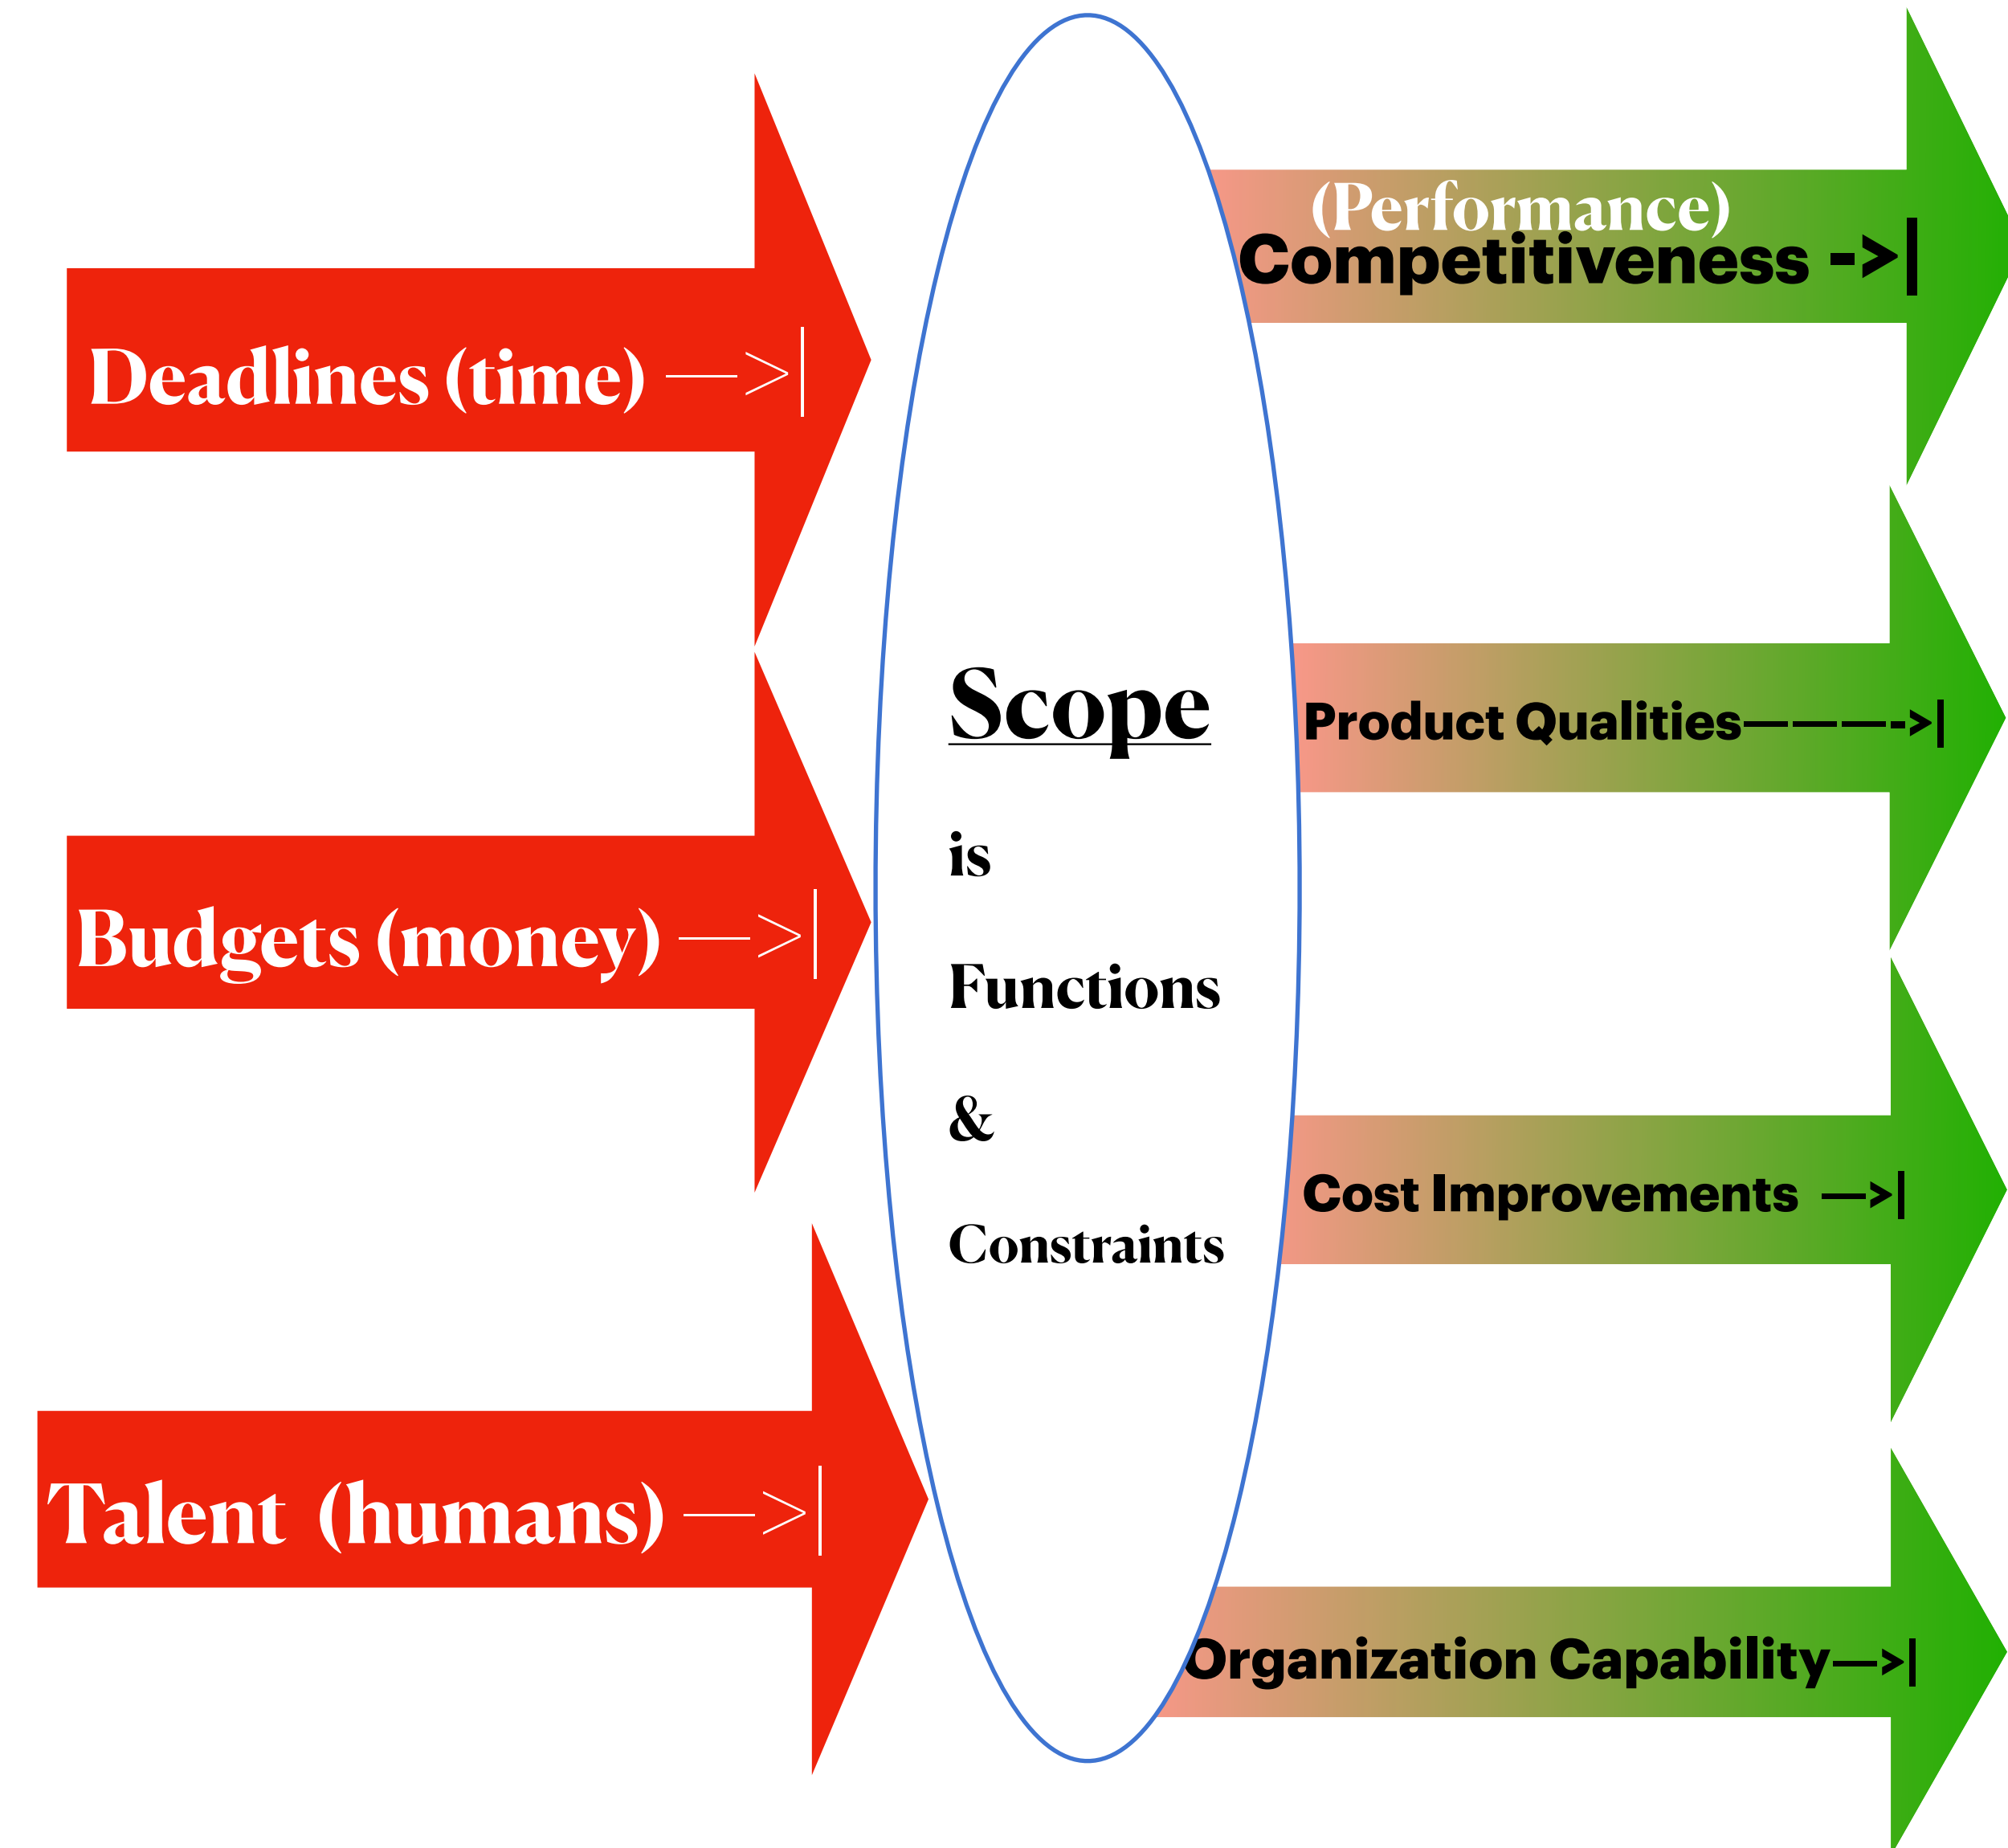 Deadlines (time) —>|
Budgets (money) —>|
Talent (humans) —>|
Scope
is
Functions
&
Constraints
(Performance)
Competitiveness ->|
Product Qualities———->|
Cost Improvements —>|
Organization Capability—>|